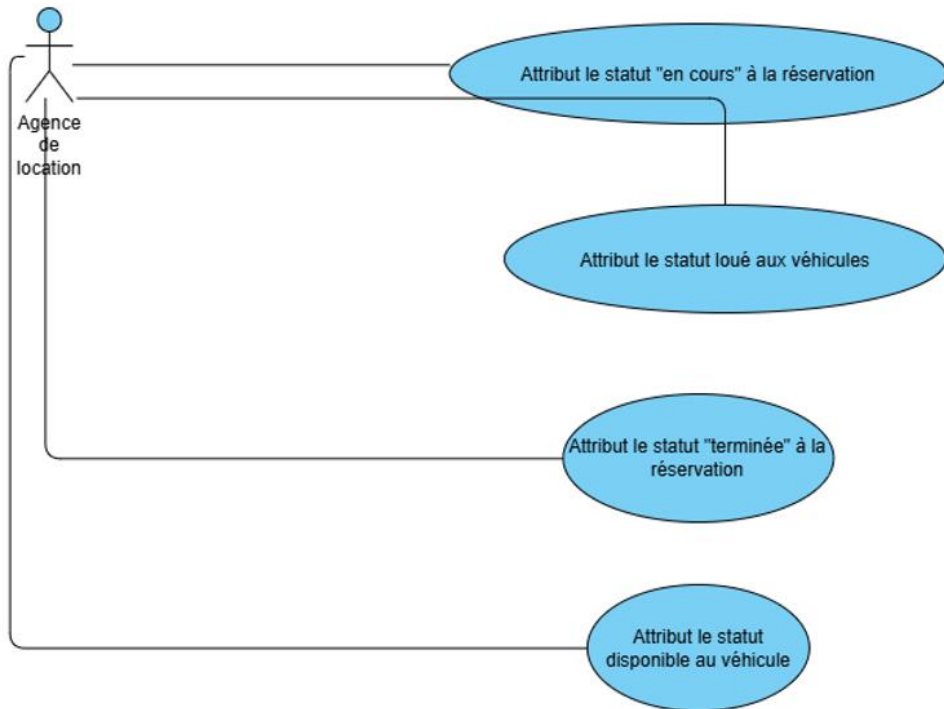 Attribut le statut "en cours" à la réservation
Agence
de
location
Attribut le statut loué aux véhicules
Attribut le statut "terminée" à la
réservation
Attribut le statut
disponible au véhicule